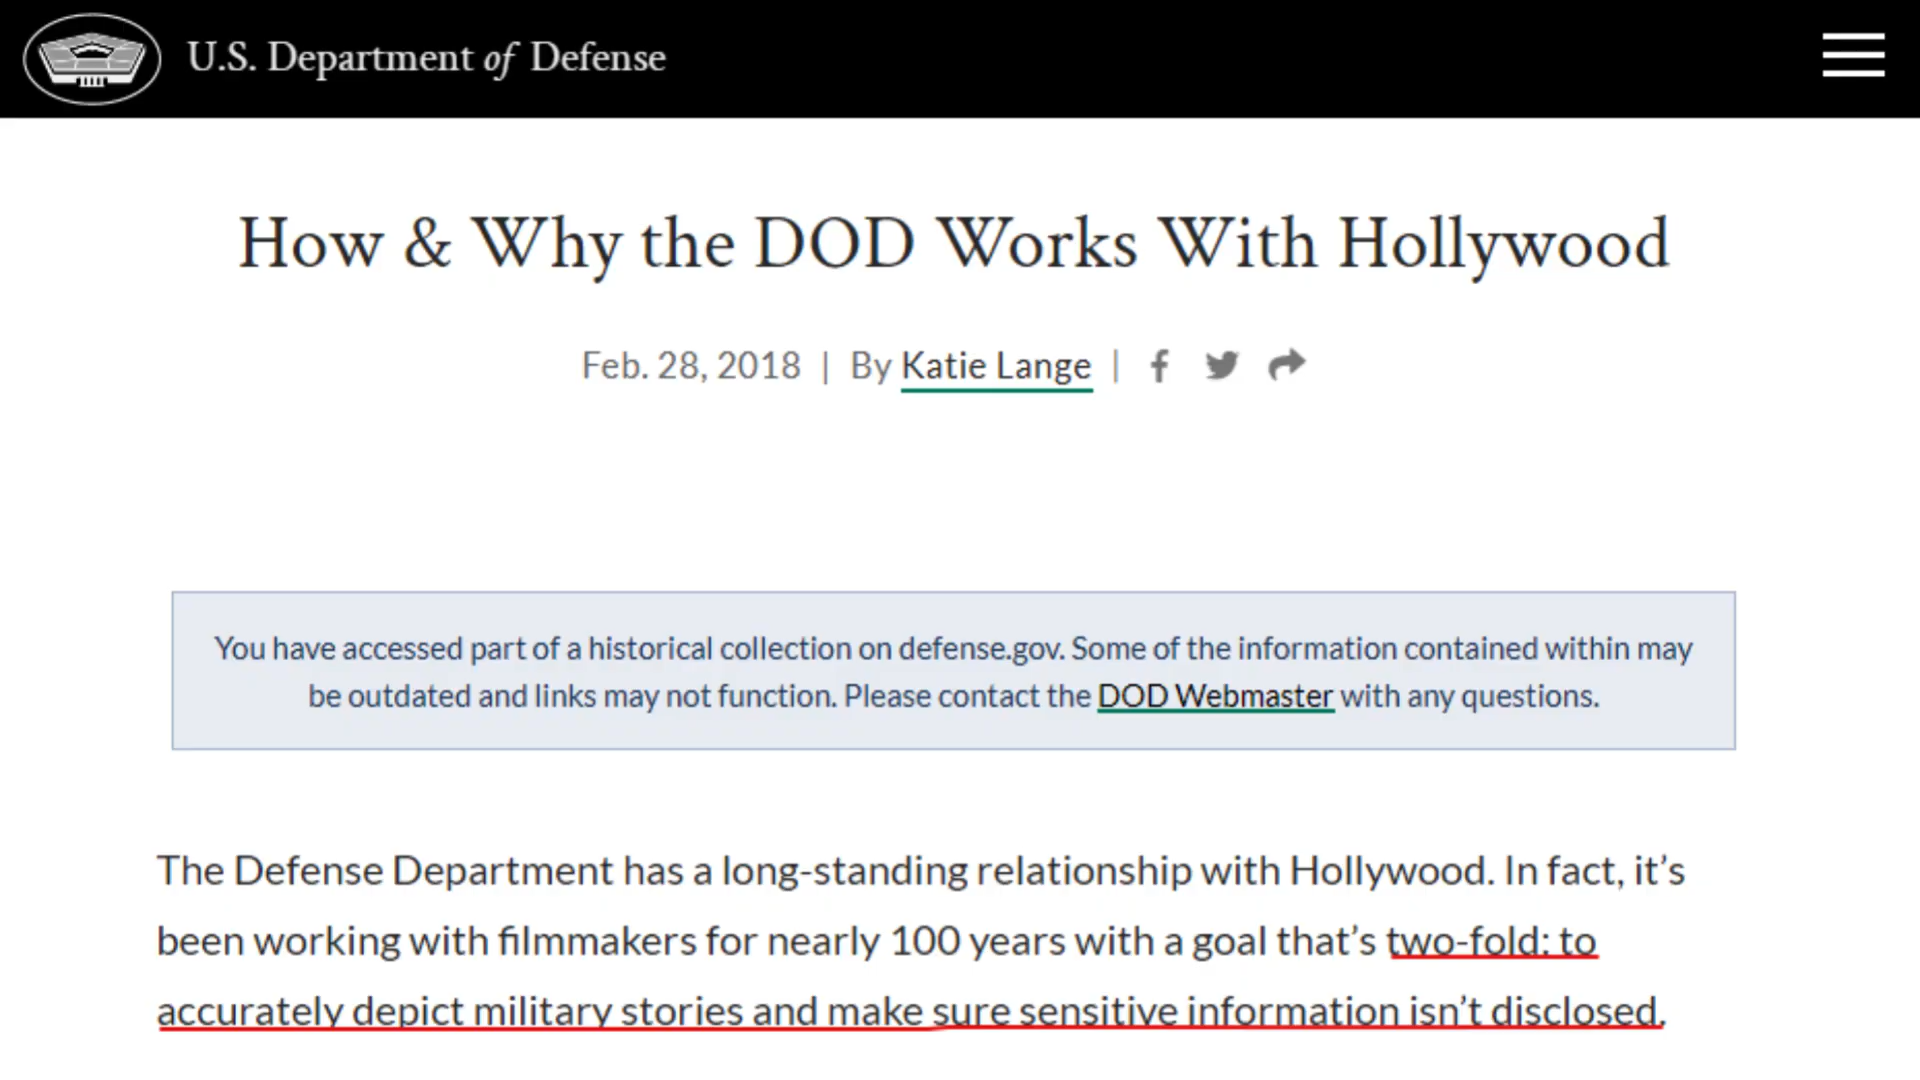 U.S. Department of Defense
How & Why the DOD Works With Hollywood
Feb. 28, 2018 | By Katie Lange |
You have accessed part of a historical collection on defense.gov. Some of the information contained within may
be outdated and links may not function. Please contact the DOD Webmaster with any questions.
The Defense Department has a long-standing relationship with Hollywood. In fact, it’s
been working with filmmakers for nearly 100 years with a goal that’s two-fold: to
accurately depict military stories and make sure sensitive information isn’t disclosed.